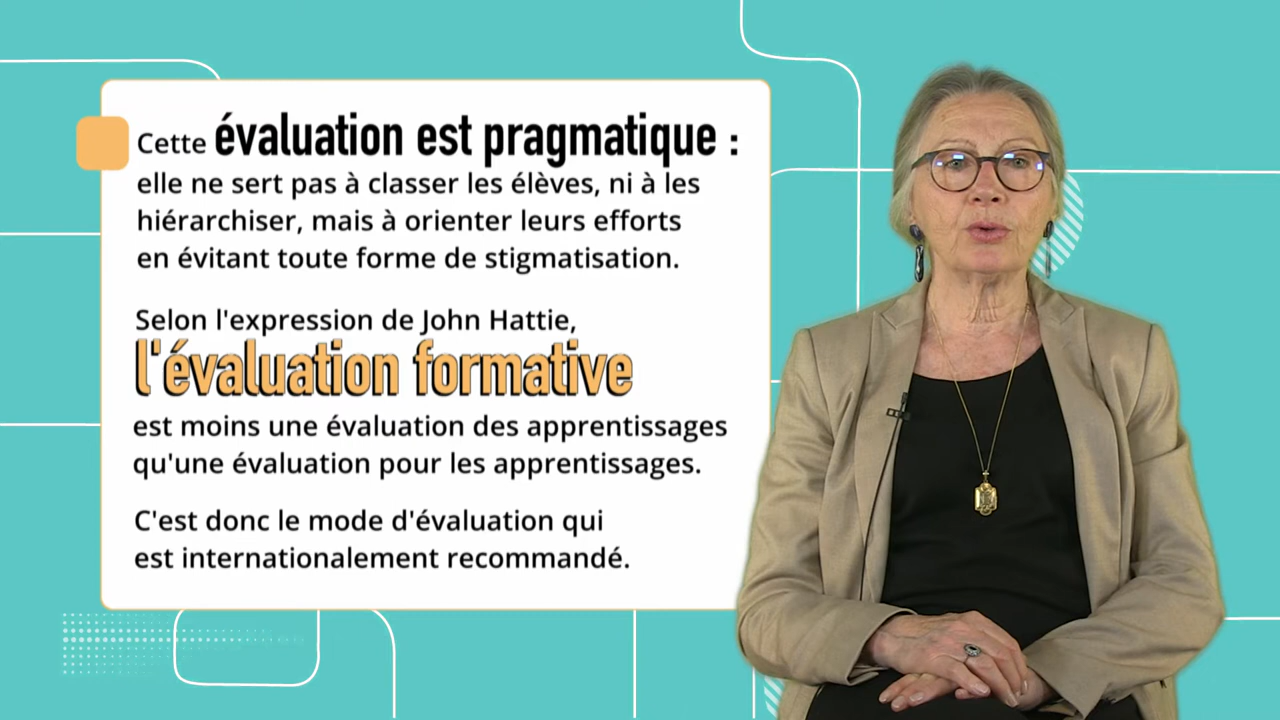 Cette évaluation est pragmatique :
elle ne sert pas à classer les élèves, ni à les
hiérarchiser, mais à orienter leurs efforts
en évitant toute forme de stigmatisation.
Selon l'expression de John Hattie,
l'évaluation formative
est moins une évaluation des apprentissages
qu'une évaluation pour les apprentissages.
C'est donc le mode d'évaluation qui
est internationalement recommandé.